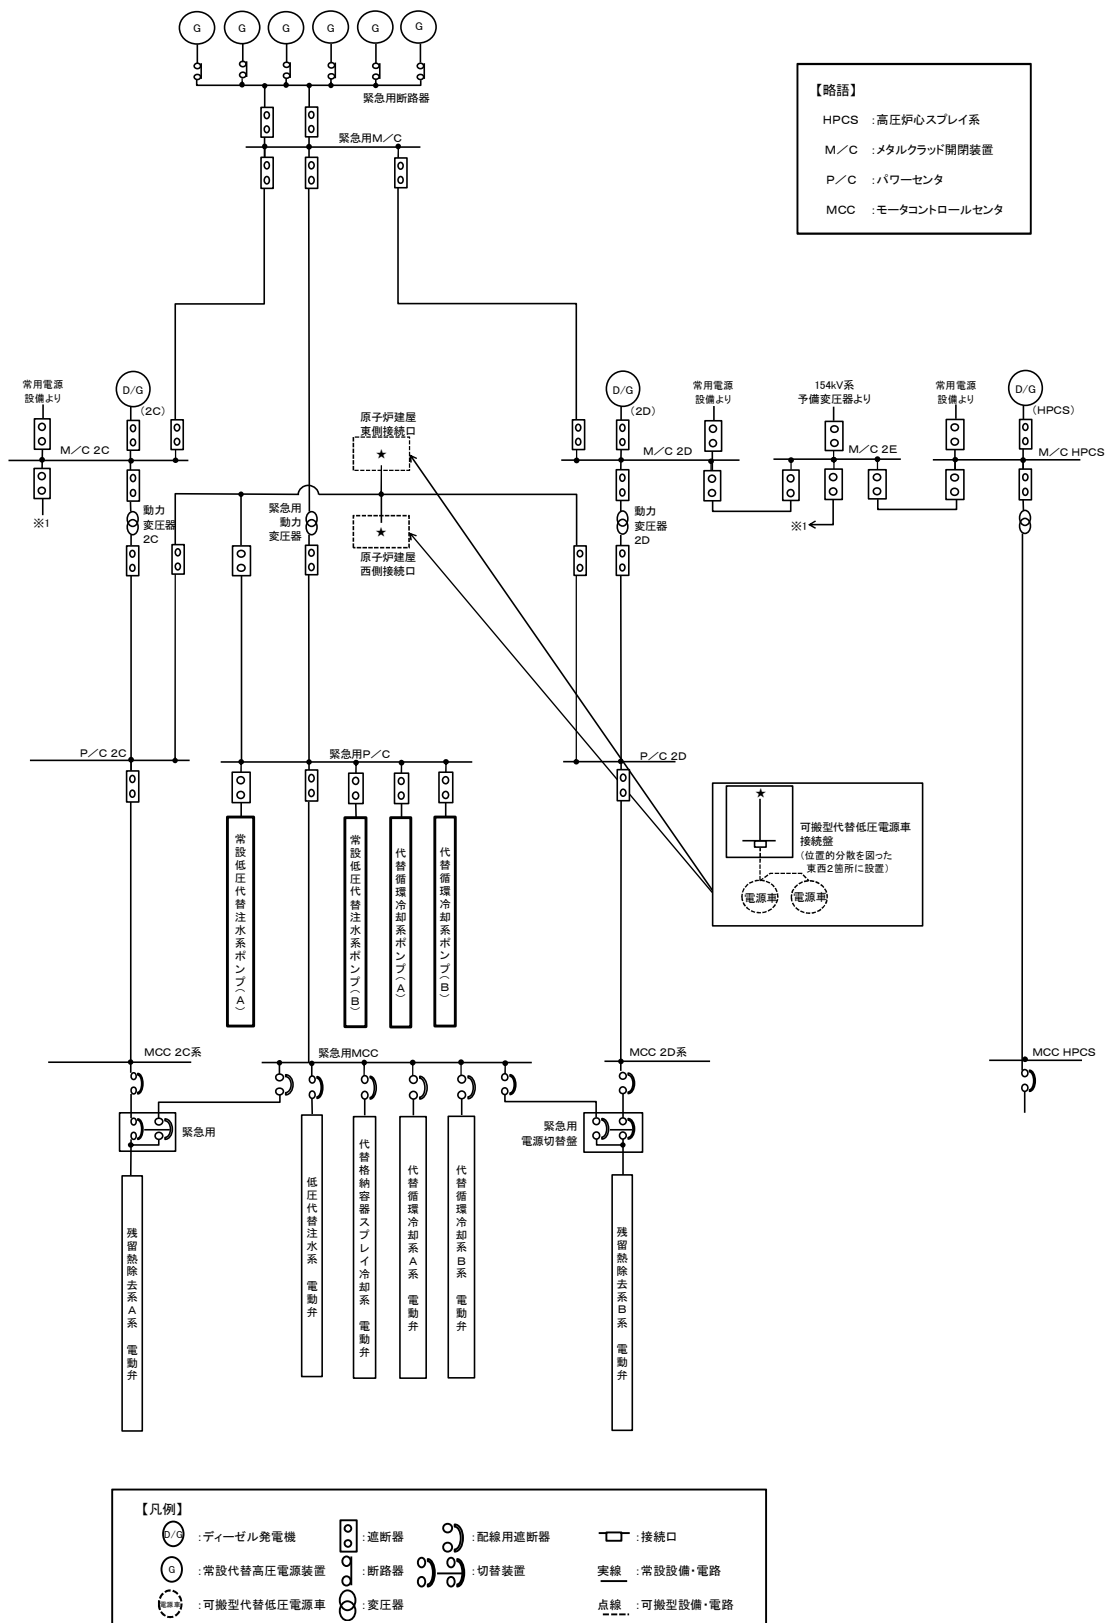 G G G G G G
緊急用断路器
緊急用M/C
【略語】
HPCS :高圧炉心スプレイ系
M/C :メタルクラッド開閉装置
P/C :パワーセンタ
MCC :モータコントロールセンタ
常用電源
設備より
D/G
(2C)
M/C 2C
※1
動力
変圧器
2C
原子炉建屋
東側接続口
★
★
原子炉建屋
西側接続口
緊急用
動力
変圧器
D/G
(2D)
M/C 2D
動力
変圧器
2D
常用電源
設備より
154kV系
予備変圧器より
M/C 2E
※1
常用電源
設備より
D/G
(HPCS)
M/C HPCS
P/C 2C
緊急用P/C
P/C 2D
常設低圧代替注水系ポンプ(A)
常設低圧代替注水系ポンプ(B)
代替循環冷却系ポンプ(A)
代替循環冷却系ポンプ(B)
★
可搬型代替低圧電源車
接続盤
(位置的分散を図った
東西2箇所に設置)
電源車 電源車
MCC 2C系
緊急用MCC
MCC 2D系
MCC HPCS
緊急用
緊急用
電源切替盤
残留熱除去系A系 電動弁
低圧代替注水系 電動弁
代替格納容器スプレイ冷却系 電動弁
代替循環冷却系A系 電動弁
代替循環冷却系B系 電動弁
残留熱除去系B系 電動弁
【凡例】
D/G :ディーゼル発電機
:遮断器
:配線用遮断器
:接続口
G :常設代替高圧電源装置
:断路器
:切替装置
実線 :常設設備・電路
電源車 :可搬型代替低圧電源車
:変圧器
点線 :可搬型設備・電路